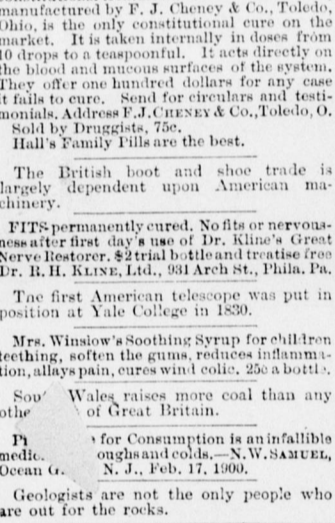 manufactured by F. J. Cheney & Co., Toledo,
Ohio, is the only constitutional cure on the
market. It is taken internally in doses from
10 drops to a teaspoonful. It acts directly on
the blood and mucous surfaces of the system.
They offer one hundred dollars for any case
it fails to cure. Send for circulars and testi-
monials. Address F. J. CHENEY & Co., Toledo, O.
Sold by Druggists, 75c.
Hall's Family Pills are the best.
The British boot and shoe trade is
largely dependent upon American ma-
chinery.
FITS permanently cured. No fits or nervous-
ness after first day's use of Dr. Kline's Great
Nerve Restorer. $2 trial bottle and treatise free
Dr. R. H. KLINE, Ltd., 931 Arch St., Phila. Pa.
Tne first American telescope was put in
position at Yale College in 1830.
Mrs. Winslow's Soothing Syrup for children
teething, soften the gums, reduces inflamma-
tion, allays pain, cures wind colic. 25c a bottle.
Wales raises more coal than any
othe of Great Britain.
for Consumption is an infallible
medic oughs and colds.—N. W. SAMUEL,
Ocean G N. J., Feb. 17, 1900.
Geologists are not the only people who
are out for the rocks.